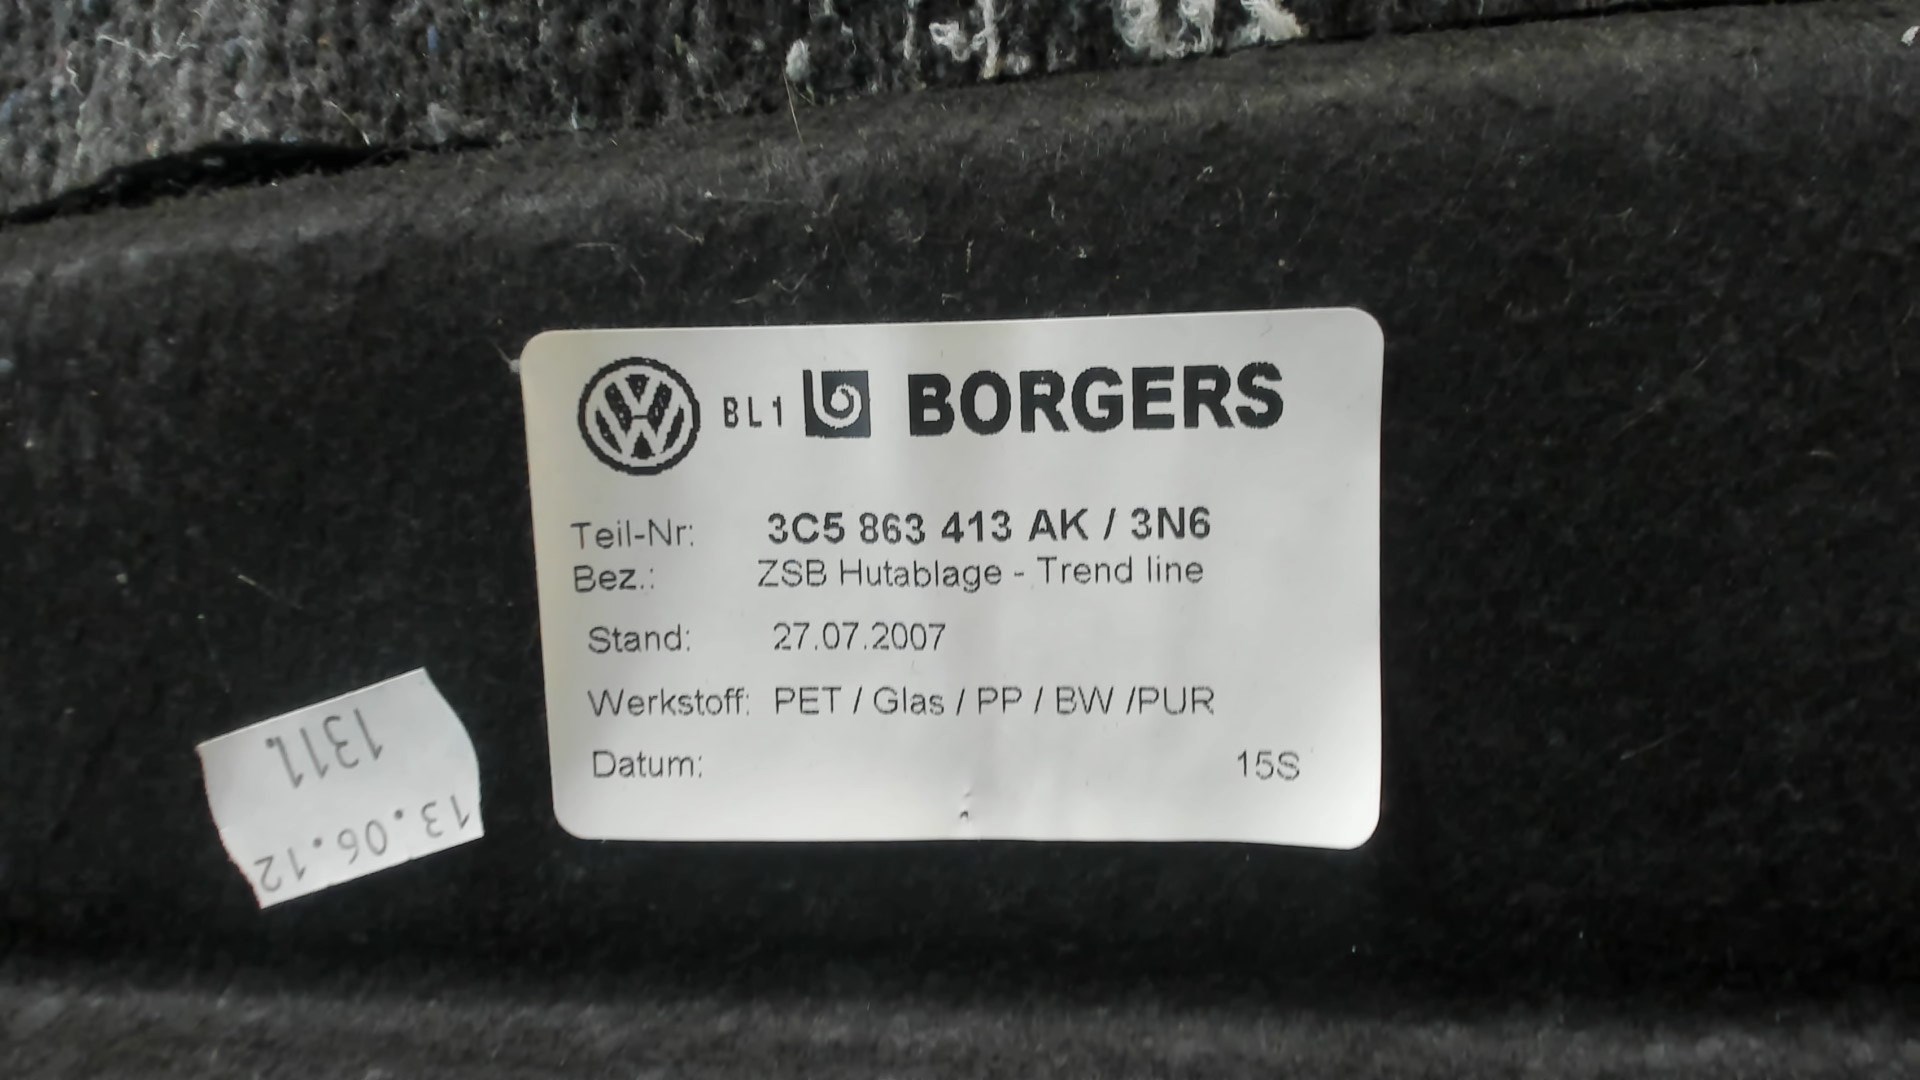 BL1 BORGERS
Teil-Nr: 3C5 863 413 AK / 3N6
Bez.: ZSB Hutablage - Trend line
Stand: 27.07.2007
Werkstoff: PET / Glas / PP / BW /PUR
Datum: 15S
13.06.12
1311.